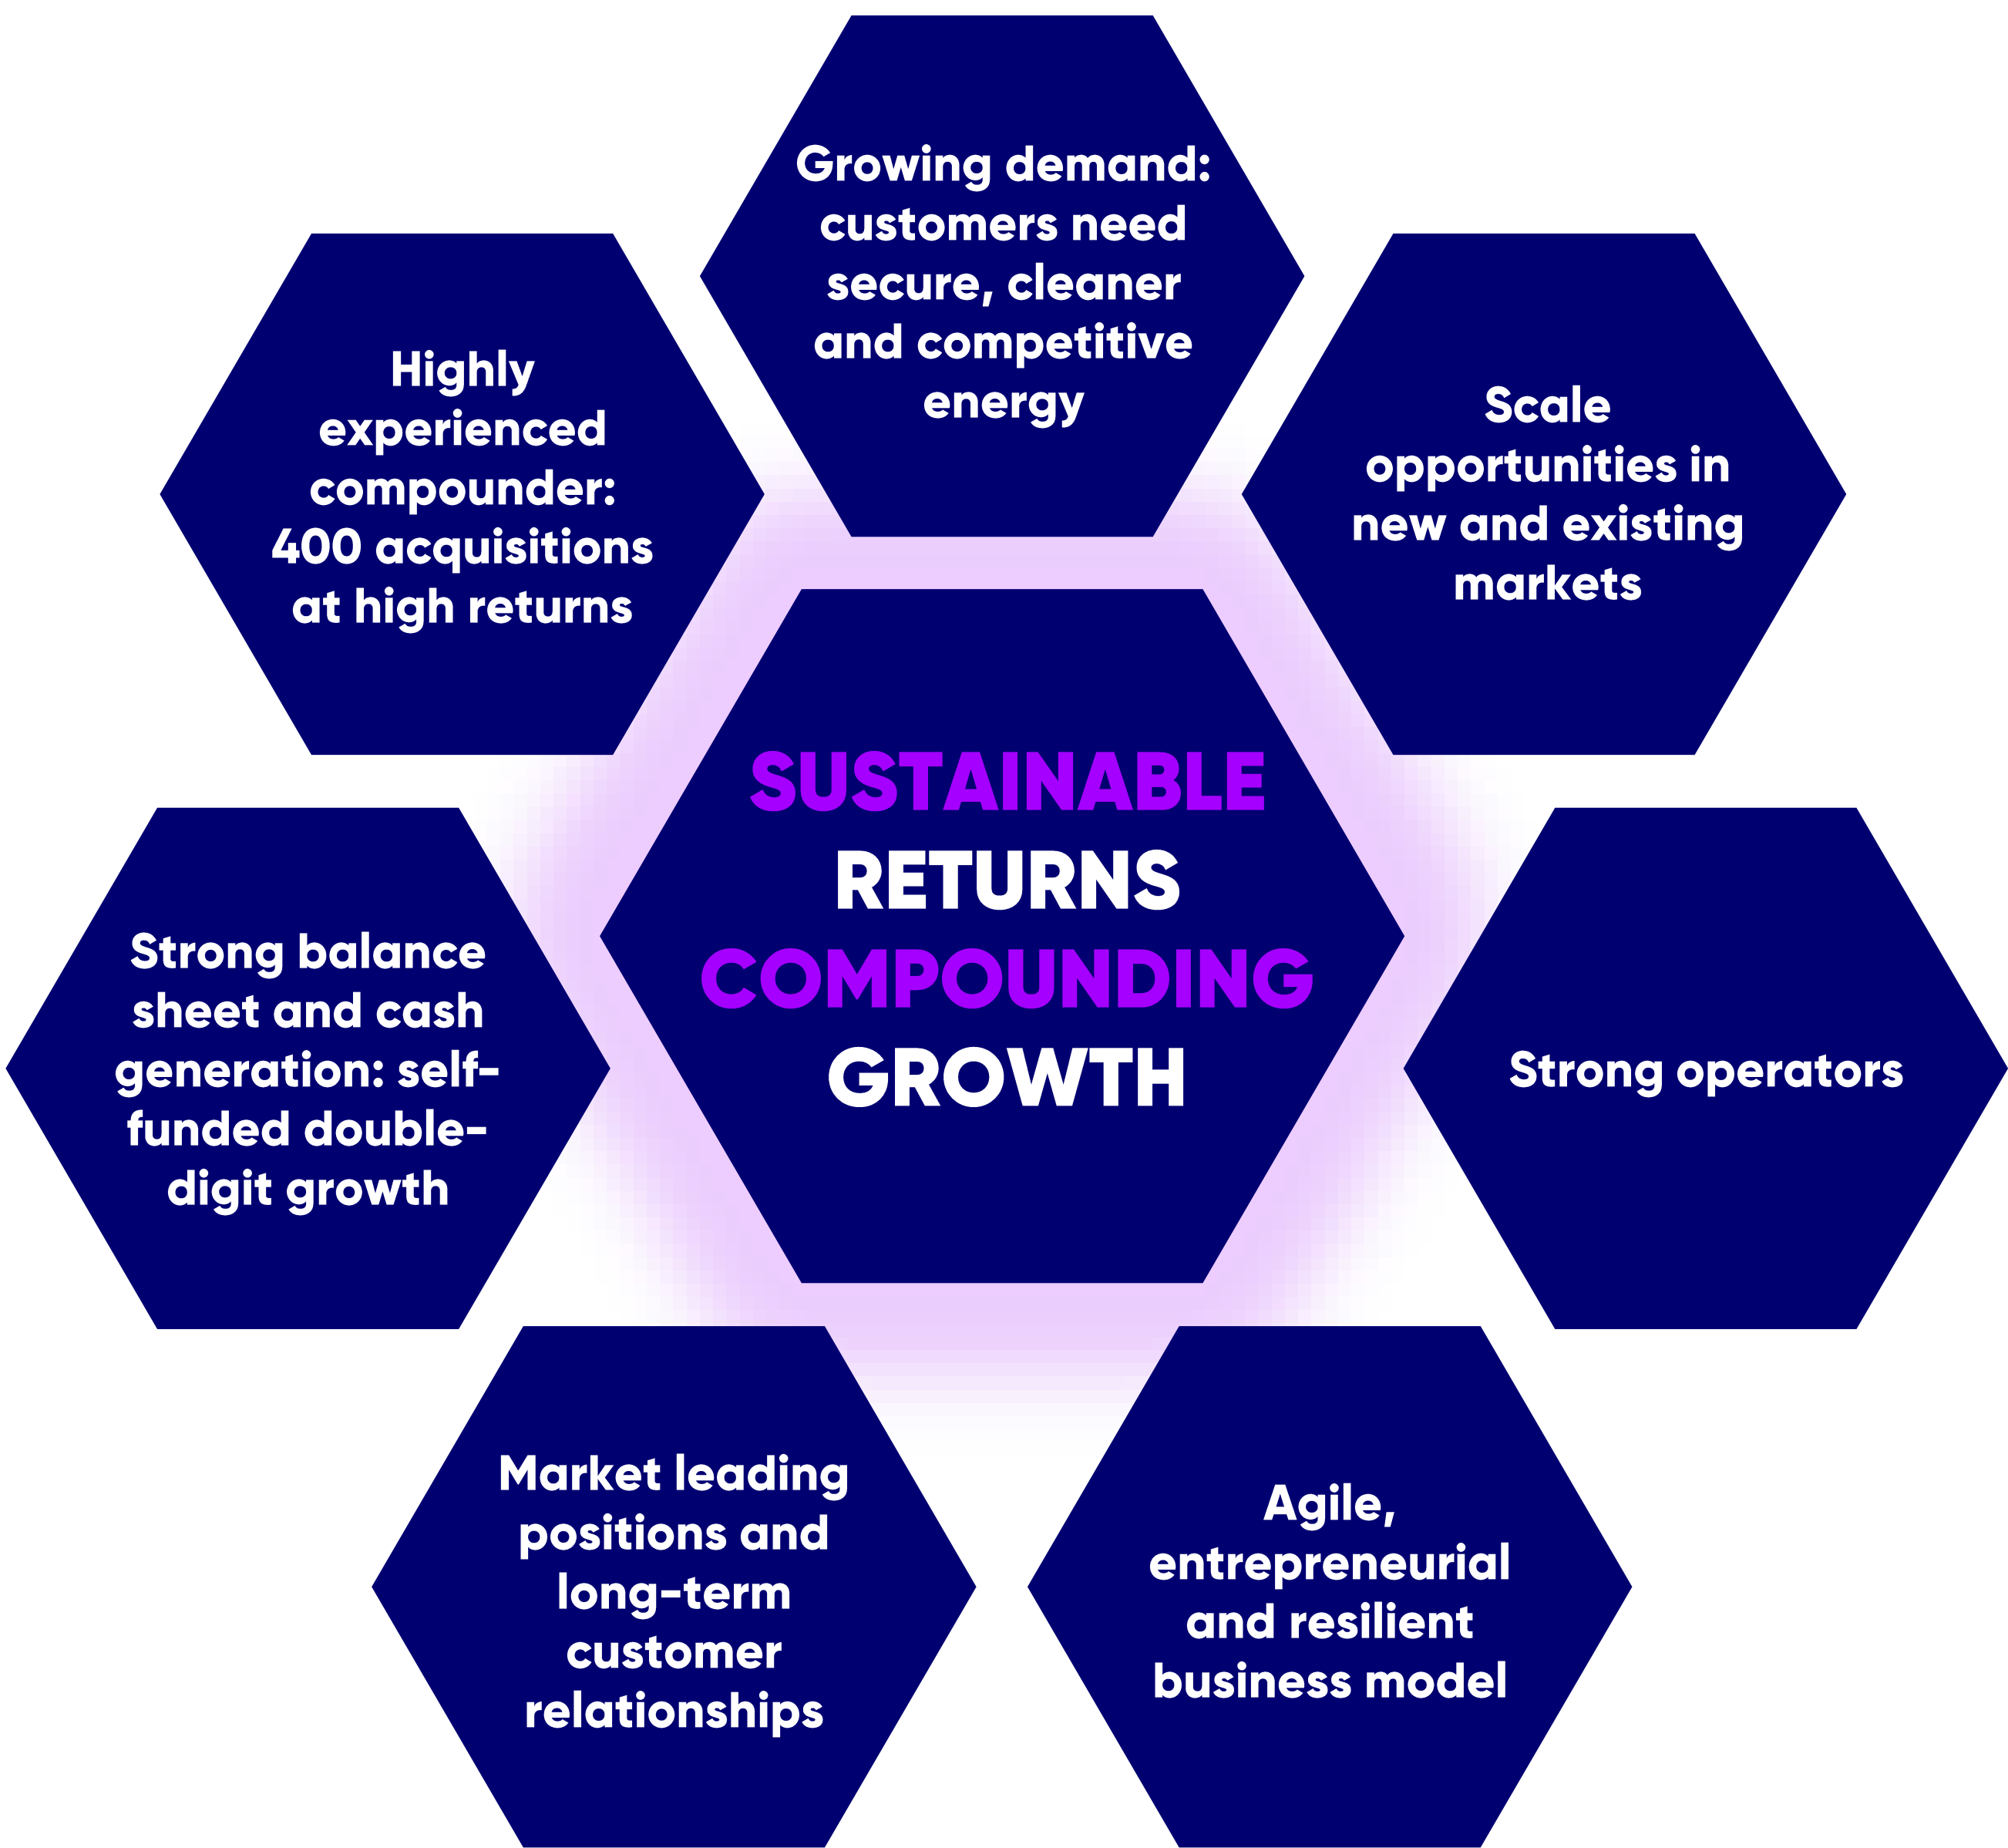 Growing demand:
customers need
secure, cleaner
and competitive
energy
Scale
opportunities in
new and existing
markets
Strong operators
Agile,
entrepreneurial
and resilient
business model
Market leading
positions and
long-term
customer
relationships
Strong balance
sheet and cash
generation: self-
funded double-
digit growth
Highly
experienced
compounder:
400 acquisitions
at high returns
SUSTAINABLE
RETURNS
COMPOUNDING
GROWTH